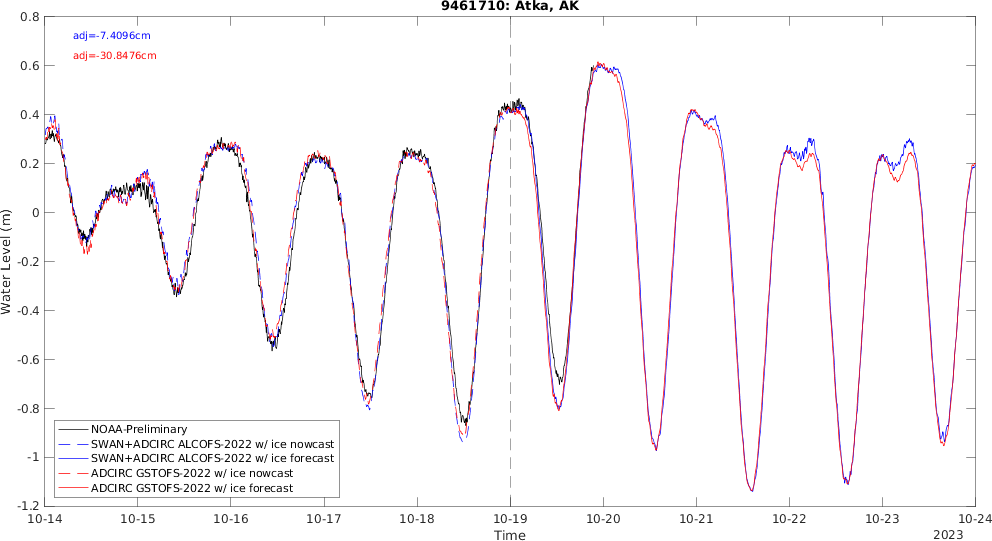 9461710: Atka, AK
adj=-7.4096cm
adj=-30.8476cm
0.8
0.6
0.4
0.2
0
-0.2
-0.4
-0.6
-0.8
-1
-1.2
Water Level (m)
NOAA-Preliminary
SWAN+ADCIRC ALCOFS-2022 w/ ice nowcast
SWAN+ADCIRC ALCOFS-2022 w/ ice forecast
ADCIRC GSTOFS-2022 w/ ice nowcast
ADCIRC GSTOFS-2022 w/ ice forecast
10-14 10-15 10-16 10-17 10-18 10-19 10-20 10-21 10-22 10-23 10-24
Time
2023